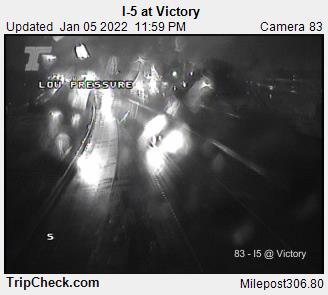 I-5 at Victory
Updated Jan 05 2022 11:59 PM Camera 83
T
LOW PRESSURE
S
83 - I5 @ Victory
TripCheck.com Milepost306.80